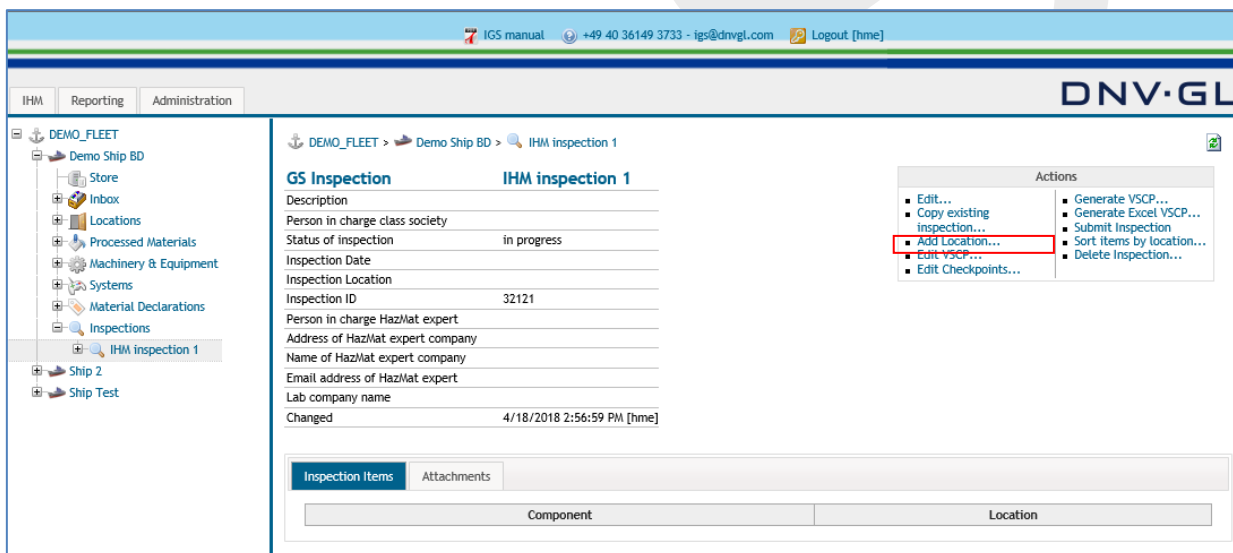 IGS manual +49 40 36149 3733 - igs@dnvgl.com Logout [hme]
IHM Reporting Administration
DNV·GL
DEMO_FLEET
Demo Ship BD
Store
Inbox
Locations
Processed Materials
Machinery & Equipment
Systems
Material Declarations
Inspections
IHM inspection 1
Ship 2
Ship Test
DEMO_FLEET > Demo Ship BD > IHM inspection 1
GS Inspection IHM inspection 1
Description
Person in charge class society
Status of inspection in progress
Inspection Date
Inspection Location
Inspection ID 32121
Person in charge HazMat expert
Address of HazMat expert company
Name of HazMat expert company
Email address of HazMat expert
Lab company name
Changed 4/18/2018 2:56:59 PM [hme]
Actions
Edit...
Copy existing
inspection...
Add Location...
Edit VSCP...
Edit Checkpoints...
Generate VSCP...
Generate Excel VSCP...
Submit Inspection
Sort items by location...
Delete Inspection...
Inspection Items Attachments
Component Location